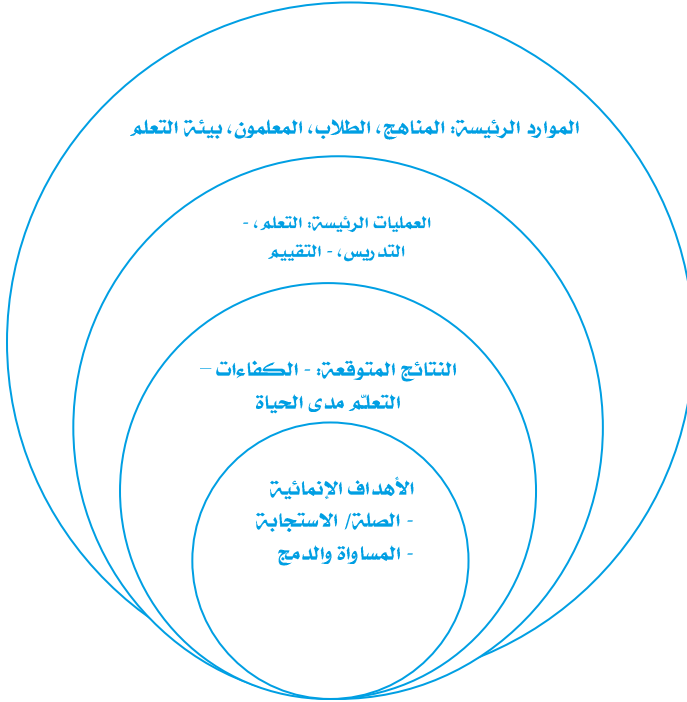 الموارد الرئيسة: المناهج، الطلاب، المعلمون، بيئة التعلم
العمليات الرئيسة: التعلم، -
التدريس، - التقييم
النتائج المتوقعة: - الكفاءات –
التعلّم مدى الحياة
الأهداف الإنمائية
- الصلة/ الاستجابة
- المساواة والدمج